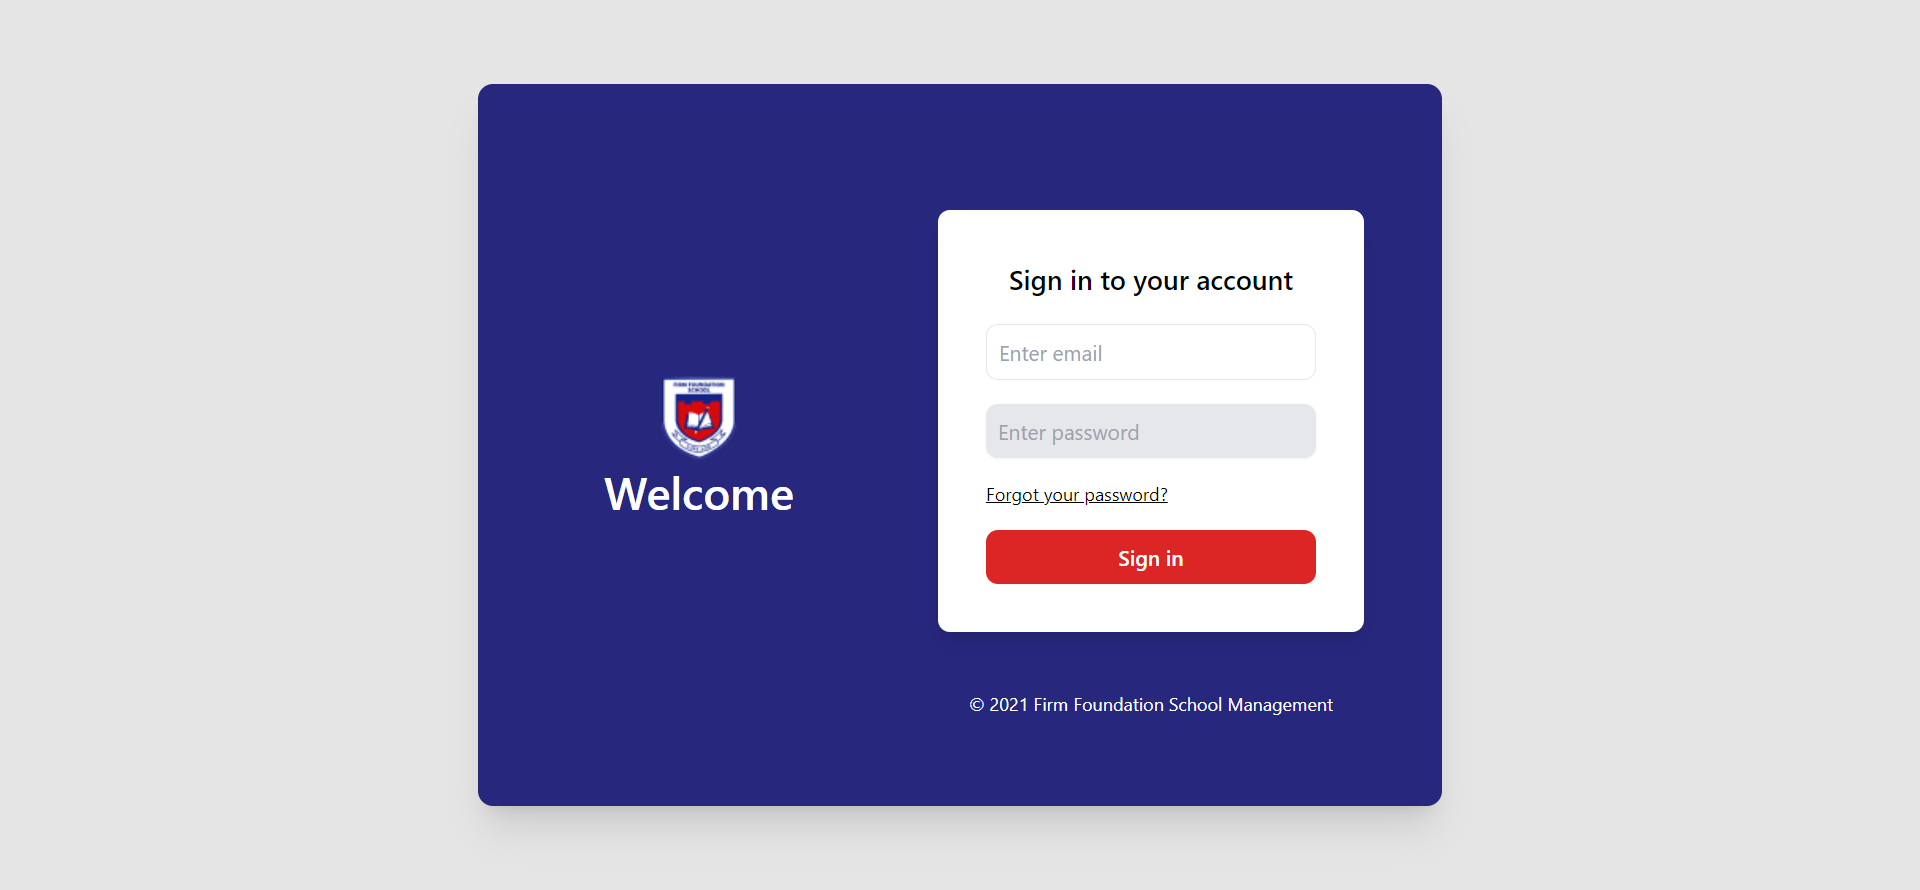 FIRM FOUNDATION
SCHOOL
Welcome
Sign in to your account
Enter email
Enter password
Forgot your password?
Sign in
© 2021 Firm Foundation School Management